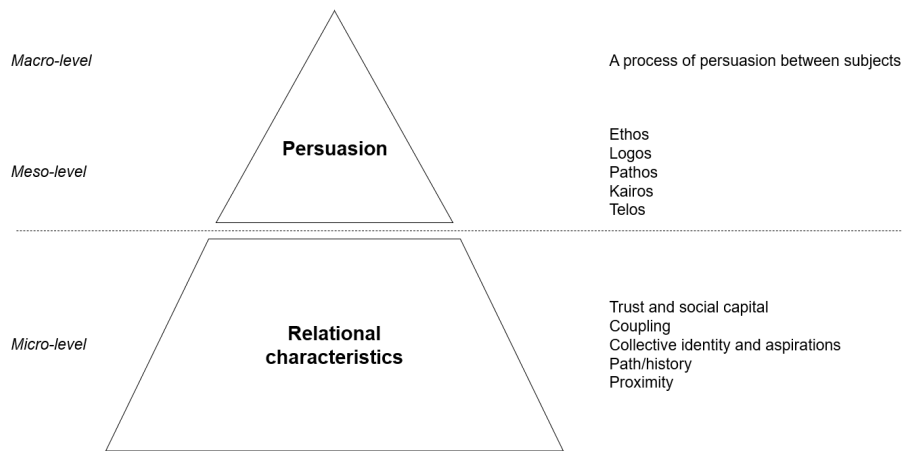 Macro-level
A process of persuasion between subjects
Persuasion
Meso-level
Ethos
Logos
Pathos
Kairos
Telos
Micro-level
Relational
characteristics
Trust and social capital
Coupling
Collective identity and aspirations
Path/history
Proximity